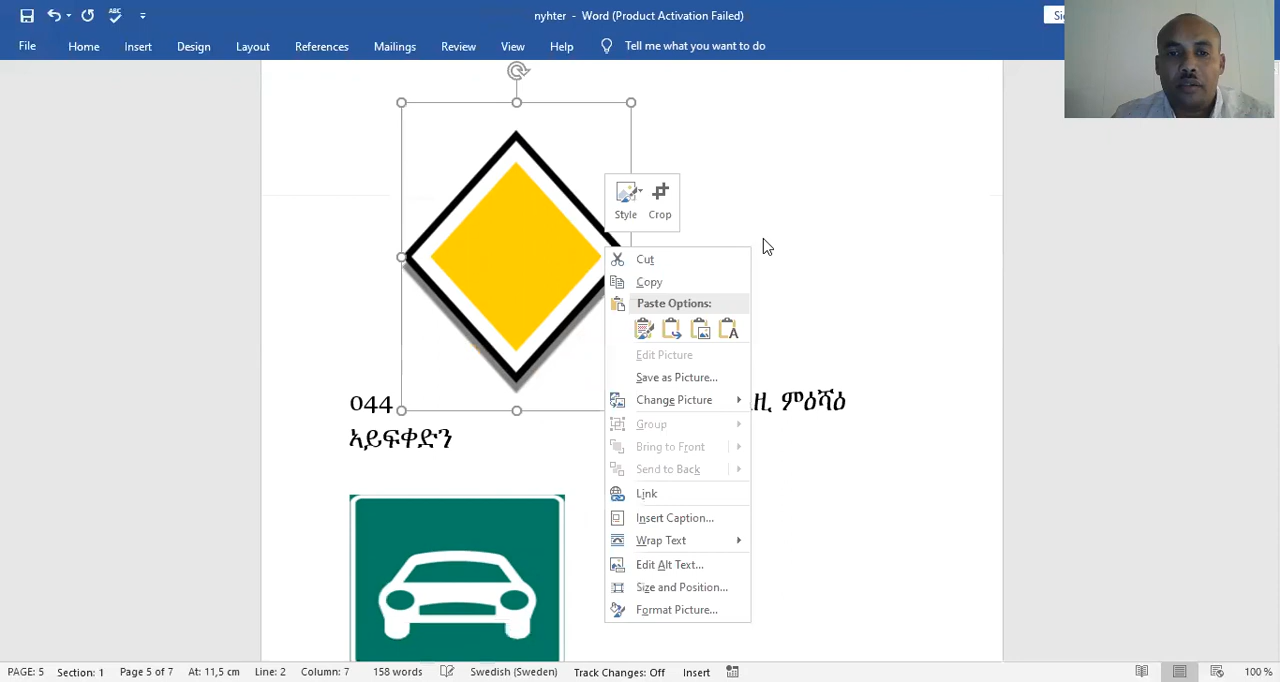 nyhter - Word (Product Activation Failed)
File Home Insert Design Layout References Mailings Review View Help Tell me what you want to do
Style Crop
Cut
Copy
Paste Options:
Edit Picture
Save as Picture...
Change Picture
044 ምዕሻዕ
Group
ኣይፍቀድን
Bring to Front
Send to Back
Link
Insert Caption...
Wrap Text
Edit Alt Text...
Size and Position...
Format Picture...
PAGE: 5 Section: 1 Page 5 of 7 At: 11,5 cm Line: 2 Column: 7 158 words Swedish (Sweden) Track Changes: Off Insert 100 %